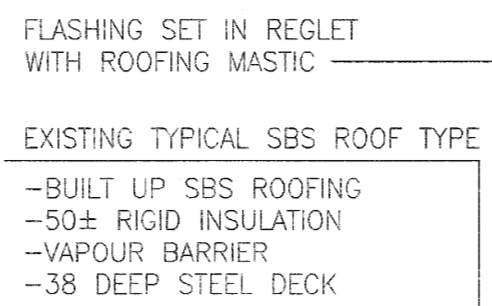 FLASHING SET IN REGLET
WITH ROOFING MASTIC
EXISTING TYPICAL SBS ROOF TYPE
-BUILT UP SBS ROOFING
-50± RIGID INSULATION
-VAPOUR BARRIER
-38 DEEP STEEL DECK